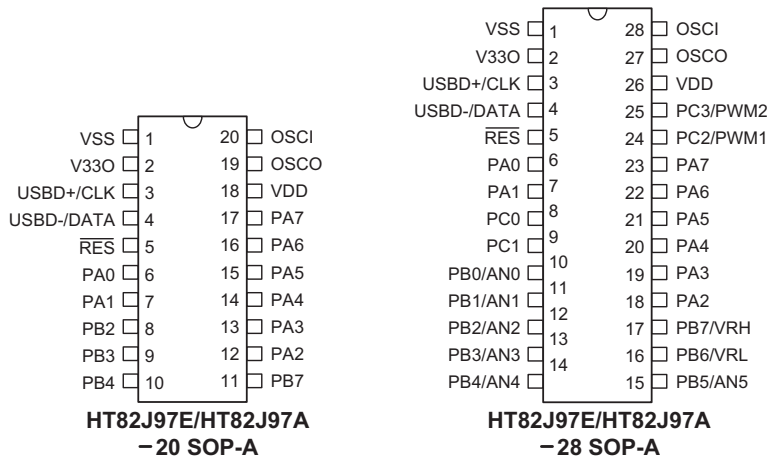 VSS 1 20 OSCI
V33O 2 19 OSCO
USBD+/CLK 3 18 VDD
USBD-/DATA 4 17 PA7
RES 5 16 PA6
PA0 6 15 PA5
PA1 7 14 PA4
PB2 8 13 PA3
PB3 9 12 PA2
PB4 10 11 PB7
HT82J97E/HT82J97A
–20 SOP-A
VSS 1 28 OSCI
V33O 2 27 OSCO
USBD+/CLK 3 26 VDD
USBD-/DATA 4 25 PC3/PWM2
RES 5 24 PC2/PWM1
PA0 6 23 PA7
PA1 7 22 PA6
PC0 8 21 PA5
PC1 9 20 PA4
PB0/AN0 10 19 PA3
PB1/AN1 11 18 PA2
PB2/AN2 12 17 PB7/VRH
PB3/AN3 13 16 PB6/VRL
PB4/AN4 14 15 PB5/AN5
HT82J97E/HT82J97A
–28 SOP-A